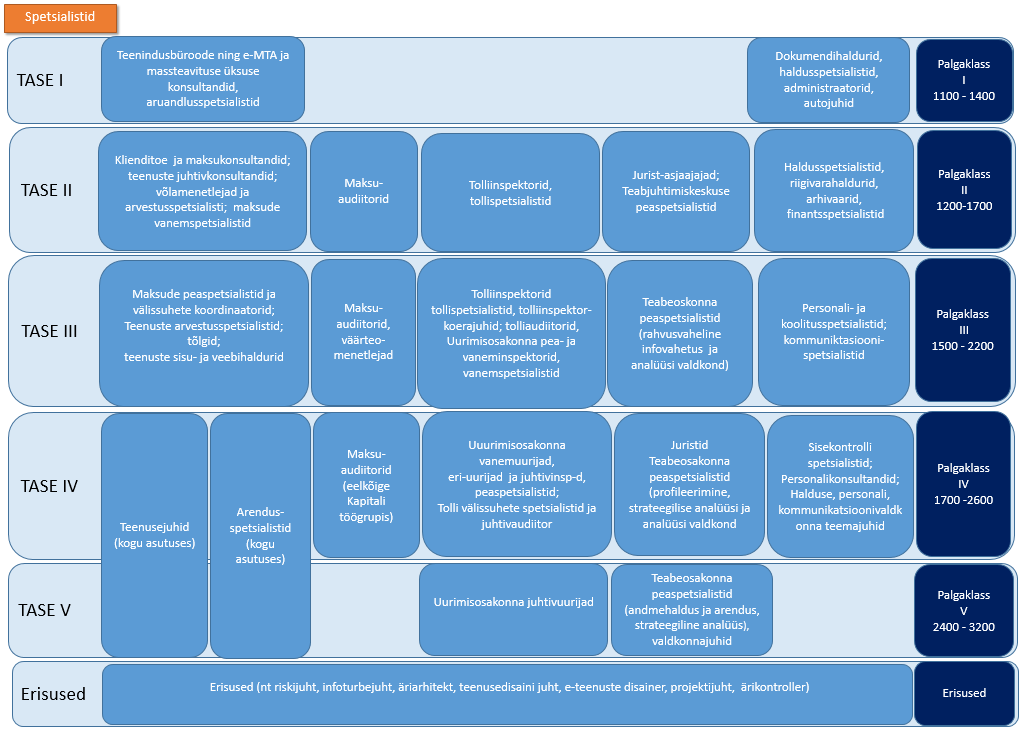 Spetsialistid
TASE I
Teenindusbüroode ning e-MTA ja
massteavituse üksuse
konsultandid,
aruandlusspetsialistid
Dokumendihaldurid,
haldusspetsialistid,
administraatorid,
autojuhid
Palgaklass
I
1100 - 1400
TASE II
Klienditoe ja maksukonsultandid;
teenuste juhtivkonsultandid;
võlamenetlejad ja
arvestusspetsialisti; maksude
vanemspetsialistid
Maksu-
audiitorid
Tolliinspektorid,
tollispetsialistid
Jurist-asjaajajad;
Teabjuhtimiskeskuse
peaspetsialistid
Haldusspetsialistid,
riigivarahaldurid,
arhivaarid,
finantsspetsialistid
Palgaklass
II
1200-1700
TASE III
Maksude peaspetsialistid ja
välissuhete koordinaatorid;
Teenuste arvestusspetsialistid;
tõlgid;
teenuste sisu- ja veebihaldurid
Maksu-
audiitorid,
väärteo-
menetlejad
Tolliinspektorid
tollispetsialistid, tolliinspektor-
koerajuhid; tolliaudiitorid,
Uurimisosakonna pea- ja
vaneminspektorid,
vanemspetsialistid
Teabeoskonna
peaspetsialistid
(rahvusvaheline
infovahetus ja
analüüsi valdkond)
Personali- ja
koolitusspetsialistid;
kommuniktasiooni-
spetsialistid
Palgaklass
III
1500 - 2200
TASE IV
Teenusejuhid
(kogu asutuses)
Arendus-
spetsialistid
(kogu
asutuses)
Maksu-
audiitorid
(eelkõige
Kapitali
töögrupis)
Uuurimisosakonna
vanemuurijad,
eri-uurijad ja juhtivinsp-d,
peaspetsialistid;
Tolli välissuhete spetsialistid ja
juhtivaudiitor
Juristid
Teabeosakonna
peaspetsialistid
(profileerimine,
strateegilise analüüsi ja
analüüsi valdkond
Sisekontrolli
spetsialistid;
Personalikonsultandid;
Halduse, personali,
kommunikatsioonivaldk
onna teemajuhid
Palgaklass
IV
1700 -2600
TASE V
Uurimisosakonna juhtivuurijad
Teabeosakonna
peaspetsialistid
(andmehaldus ja arendus,
strateegiline analüüs),
valdkonnajuhid
Palgaklass
V
2400 - 3200
Erisused
Erisused (nt riskijuht, infoturbejuht, äriarhitekt, teenusedisaini juht, e-teenuste disainer, projektijuht, ärikontroller)
Erisused